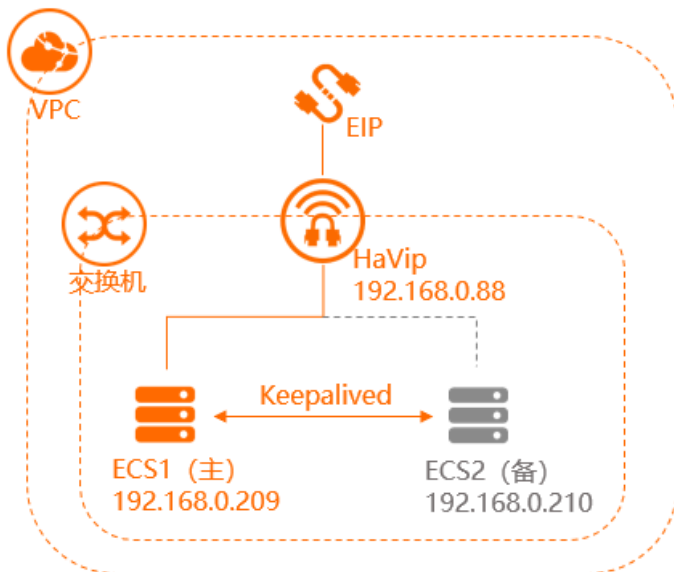 VPC
EIP
交换机
HaVip
192.168.0.88
Keepalived
ECS1（主）
192.168.0.209
ECS2（备）
192.168.0.210